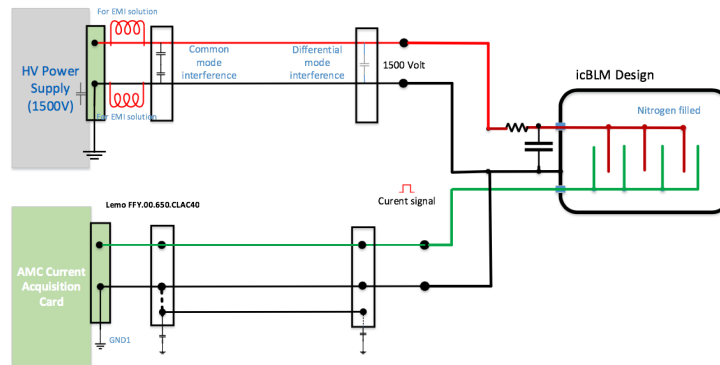 For EMI solution
HV Power
Supply
(1500V)
For EMI solution
Common
mode
interference
Differential
mode
interference
1500 Volt
icBLM Design
Nitrogen filled
Lemo FFY.00.650.CLAC40
Curent signal
AMC Current
Acquisition
Card
GND1